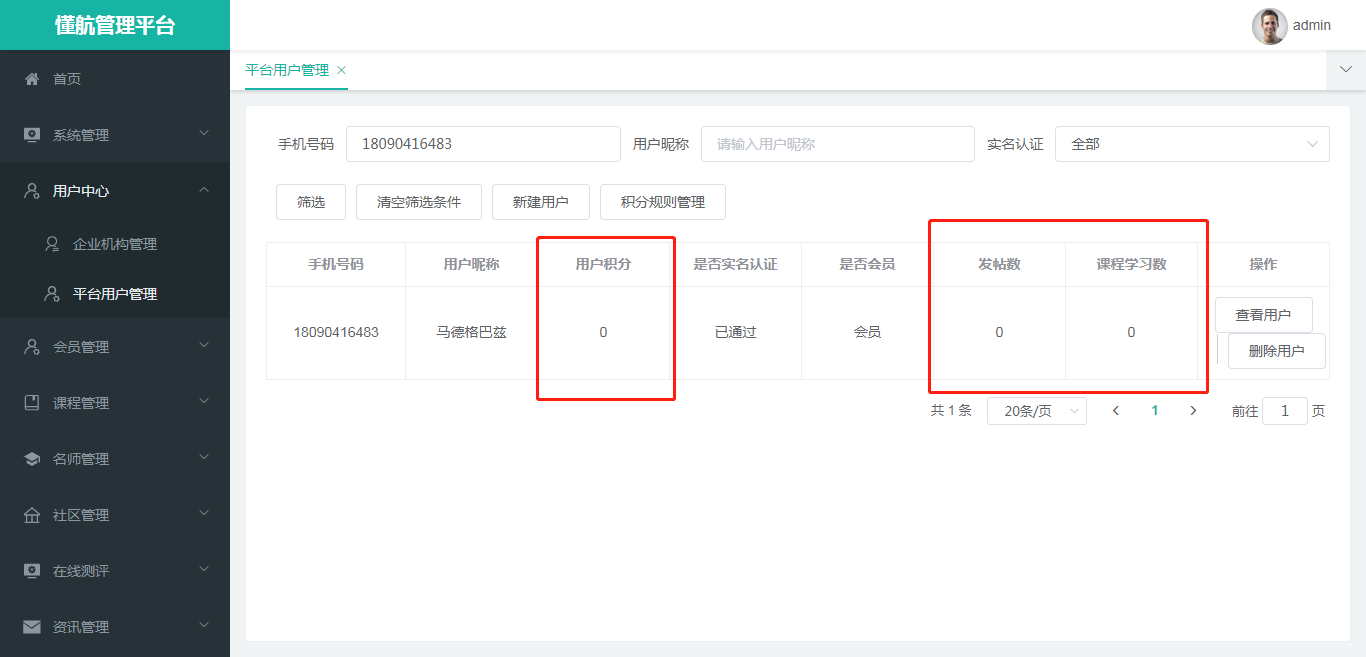 懂航管理平台
admin
首页
系统管理
用户中心
企业机构管理
平台用户管理
会员管理
课程管理
名师管理
社区管理
在线测评
资讯管理
平台用户管理
手机号码 18090416483 用户昵称 请输入用户昵称 实名认证 全部
筛选 清空筛选条件 新建用户 积分规则管理
手机号码 用户昵称 用户积分 是否实名认证 是否会员 发帖数 课程学习数 操作
18090416483 马德格巴兹 0 已通过 会员 0 0 查看用户
删除用户
共 1 条 20条/页 1 前往 1 页